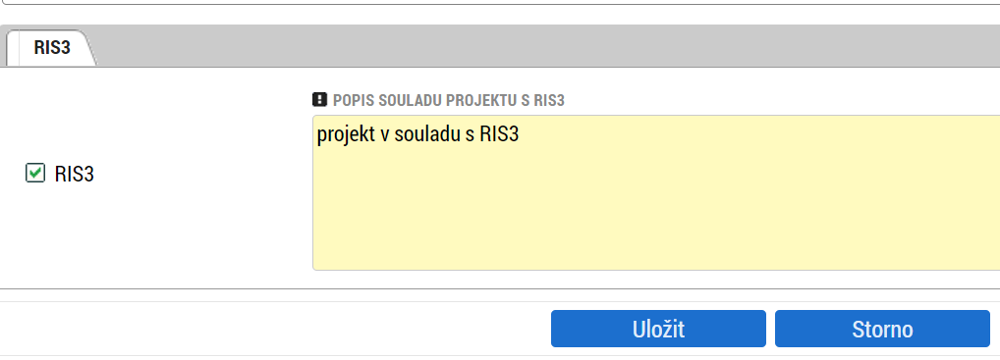 RIS3
POPIS SOULADU PROJEKTU S RIS3
projekt v souladu s RIS3
RIS3
Uložit
Storno